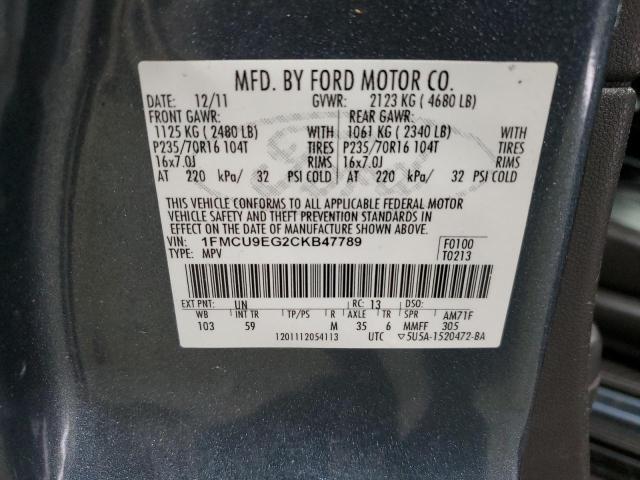 MFD. BY FORD MOTOR CO.
DATE: 12/11 GVWR: 2123 KG ( 4680 LB)
FRONT GAWR: REAR GAWR:
1125 KG ( 2480 LB) WITH 1061 KG ( 2340 LB) WITH
P235/70R16 104T TIRES P235/70R16 104T TIRES
16x7.0J RIMS 16x7.0J RIMS
AT 220 kPa/ 32 PSI COLD AT 220 kPa/ 32 PSI COLD
THIS VEHICLE CONFORMS TO ALL APPLICABLE FEDERAL MOTOR
VEHICLE SAFETY AND THEFT PREVENTION STANDARDS IN
EFFECT ON THE DATE OF MANUFACTURE SHOWN ABOVE.
VIN: 1FMCU9EG2CKB47789 F0100
TYPE: MPV T0213
EXT PNT: UN RC: 13 DSO:
WB INT TR TP/PS R AXLE TR SPR AM71F
103 59 M 35 6 MMFF 305
1201112054113 UTC ▽5U5A-1520472-BA